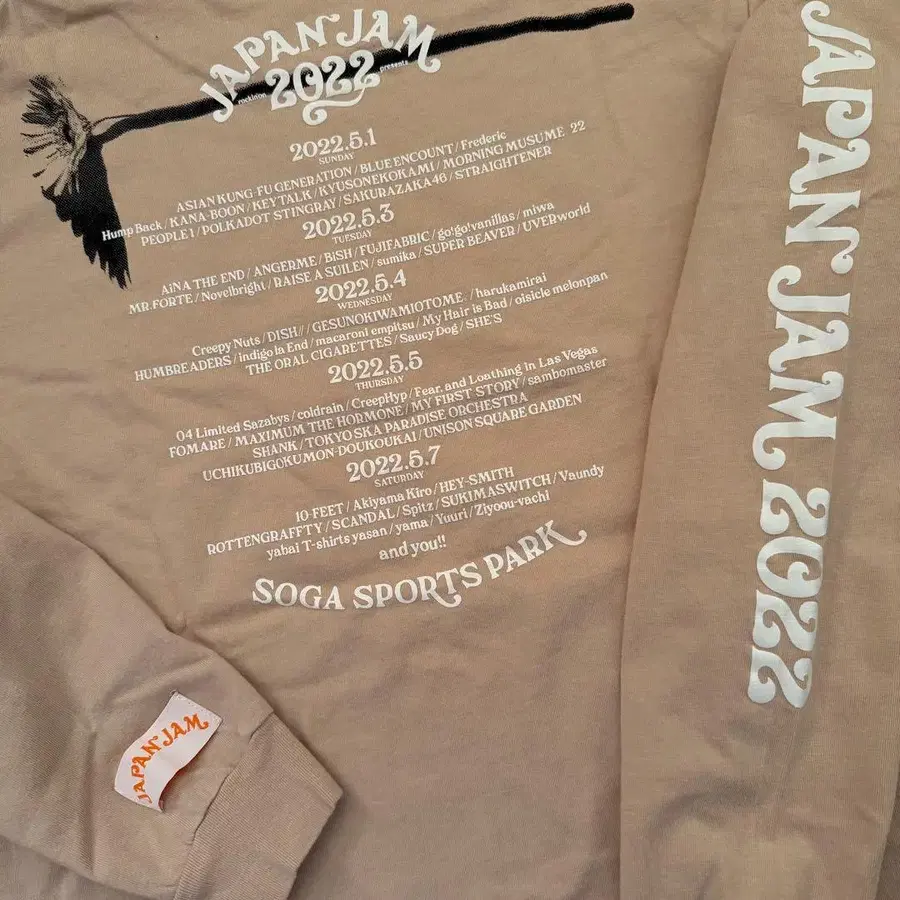 JAPAN JAM
rockin'on 2022 presents
2022.5.1
SUNDAY
ASIAN KUNG-FU GENERATION / BLUE ENCOUNT / Frederic
Hump Back / KANA-BOON / KEYTALK / KYUSONEKOKAMI / MORNING MUSUME 22
PEOPLE 1 / POLKADOT STINGRAY / SAKURAZAKA46 / STRAIGHTENER
2022.5.3
TUESDAY
AiNA THE END / ANGERME / BiSH / FUJIFABRIC / go!go!vanillas / miwa
MR.FORTE / Novelbright / RAISE A SUILEN / sumika / SUPER BEAVER / UVERworld
2022.5.4
WEDNESDAY
Creepy Nuts / DISH// / GESUNOKIWAMIOTOME. / harukamirai
HUMBREADERS / indigo la End / macaroni empitsu / My Hair is Bad / oisicle melonpan
THE ORAL CIGARETTES / Saucy Dog / SHE'S
2022.5.5
THURSDAY
04 Limited Sazabys / coldrain / CreepHyp / Fear, and Loathing in Las Vegas
FOMARE / MAXIMUM THE HORMONE / MY FIRST STORY / sambomaster
SHANK / TOKYO SKA PARADISE ORCHESTRA
UCHIKUBIGOKUMON-DOUKOUKAI / UNISON SQUARE GARDEN
2022.5.7
SATURDAY
10-FEET / Akiyama Kiro / HEY-SMITH
ROTTENGRAFFTY / SCANDAL / Spitz / SUKIMASWITCH / Vaundy
yabai T-shirts yasan / yama / Yuuri / Ziyoou-vachi
and you!!
SOGA SPORTS PARK
JAPAN JAM 2022
JAPAN JAM